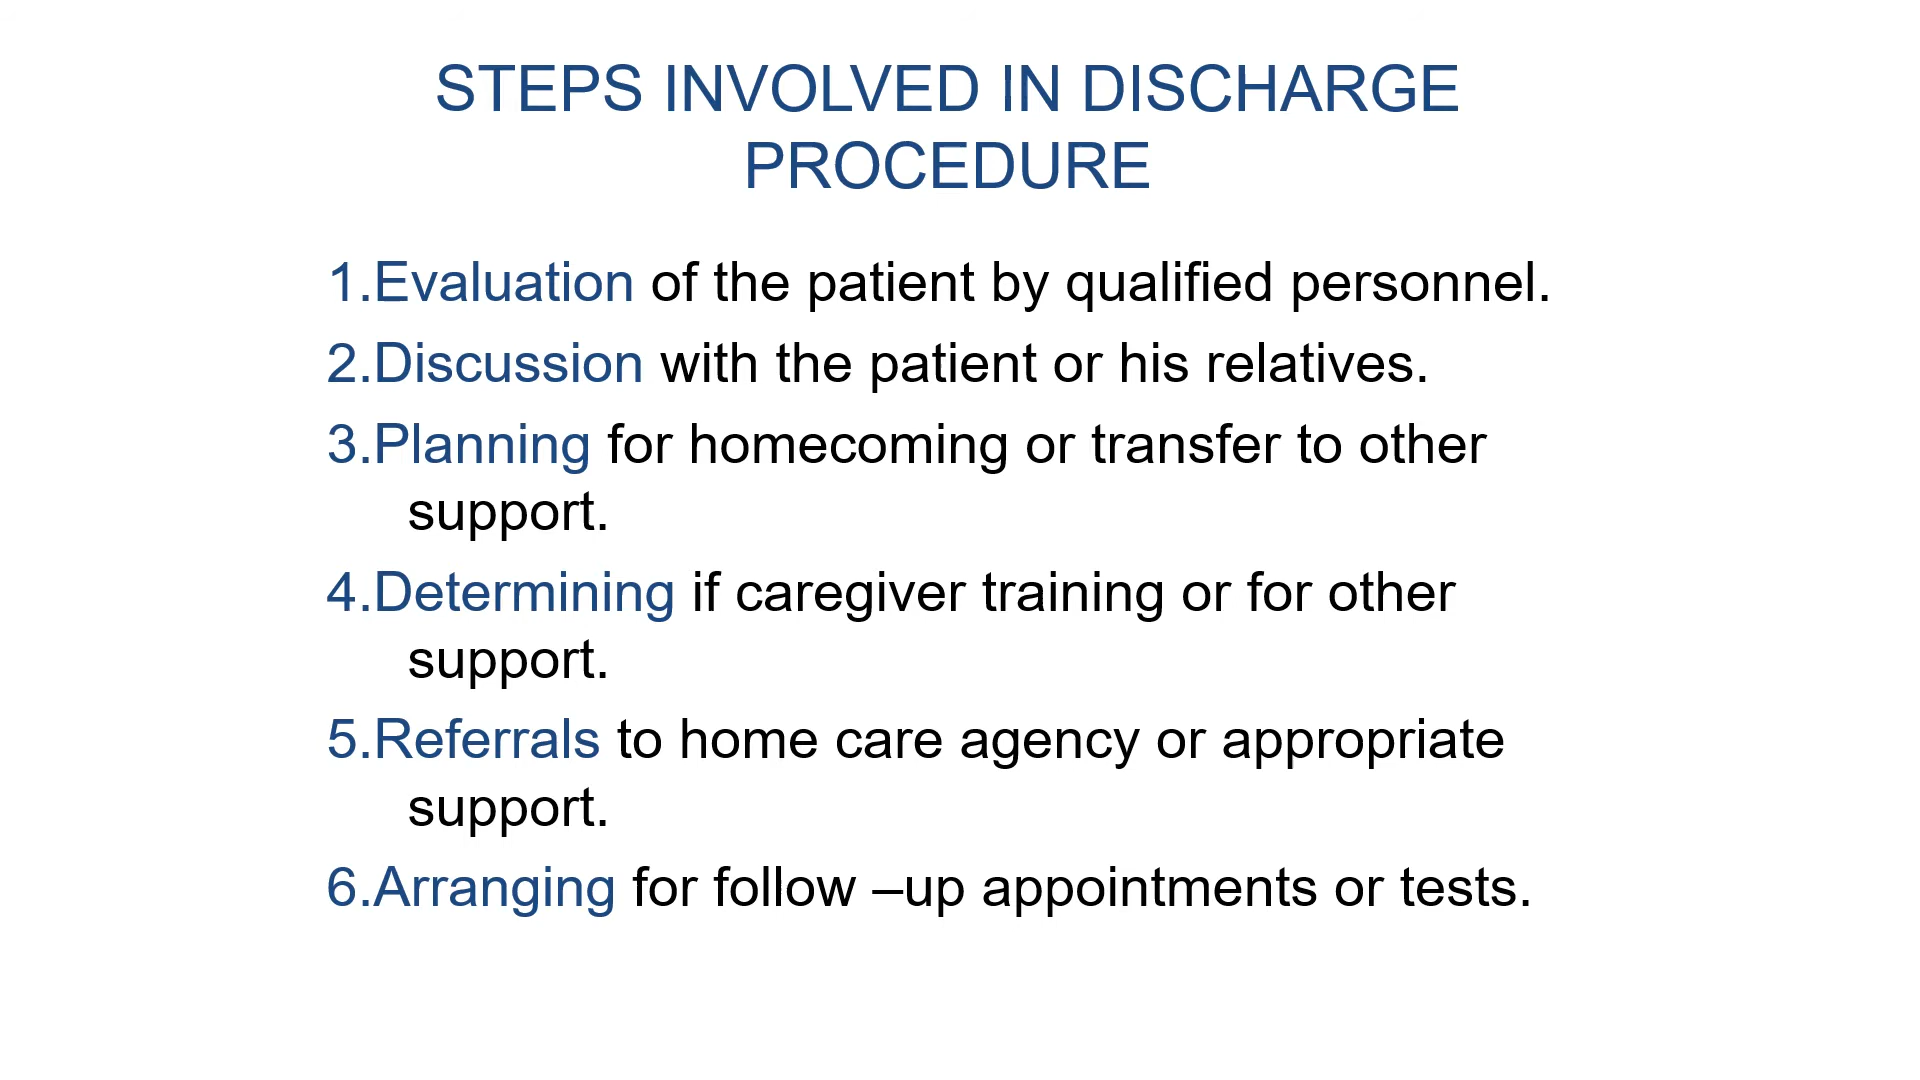 STEPS INVOLVED IN DISCHARGE
PROCEDURE
1.Evaluation of the patient by qualified personnel.
2.Discussion with the patient or his relatives.
3.Planning for homecoming or transfer to other
support.
4.Determining if caregiver training or for other
support.
5.Referrals to home care agency or appropriate
support.
6.Arranging for follow –up appointments or tests.